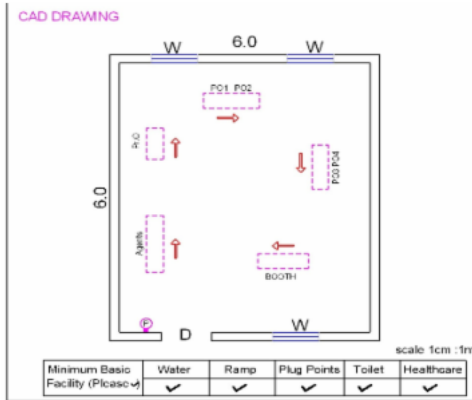 CAD DRAWING
W
6.0
W
PO1 PO2
PrO
PO3 PO4
6.0
Agents
BOOTH
P
D
W
scale 1cm :1m
Minimum Basic Facility (Please ✓)
Water
Ramp
Plug Points
Toilet
Healthcare
✓
✓
✓
✓
✓